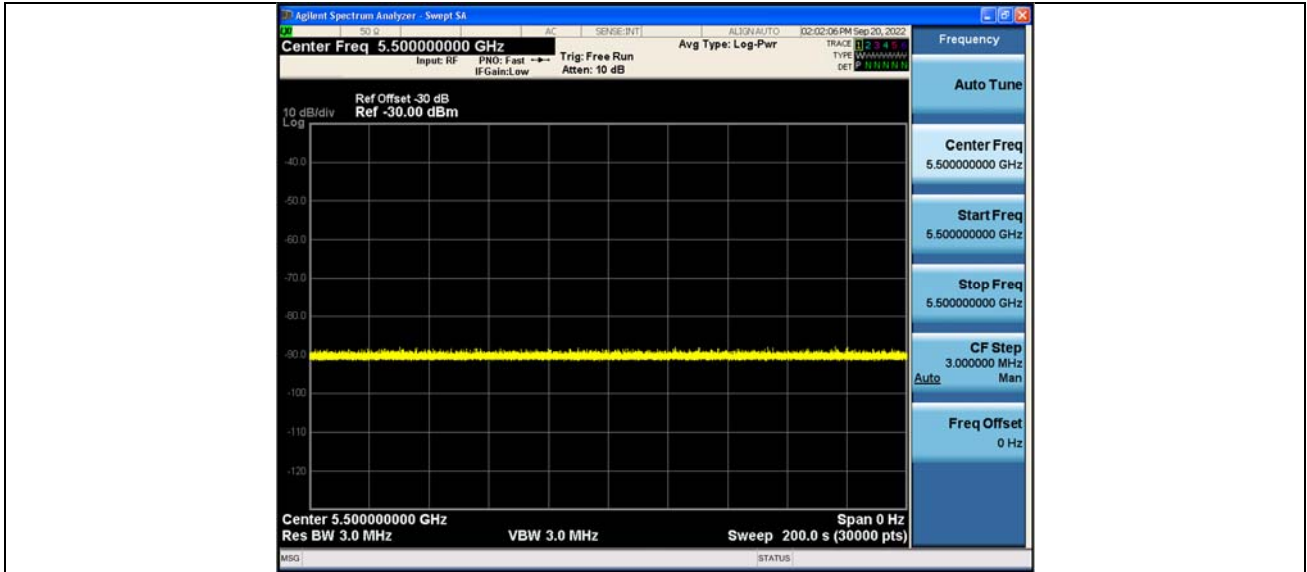 Agilent Spectrum Analyzer - Swept SA
50 Ω AC SENSE:INT ALIGN AUTO 02:02:06 PM Sep 20, 2022
Center Freq 5.500000000 GHz
Input: RF PNO: Fast Trig: Free Run Avg Type: Log-Pwr TRACE 1 2 3 4 5 6
IFGain:Low Atten: 10 dB TYPE
DET P N N N N N
Ref Offset -30 dB
10 dB/div Ref -30.00 dBm
Log
-40.0
-50.0
-60.0
-70.0
-80.0
-90.0
-100
-110
-120
Center 5.500000000 GHz Span 0 Hz
Res BW 3.0 MHz VBW 3.0 MHz Sweep 200.0 s (30000 pts)
MSG STATUS
Frequency
Auto Tune
Center Freq
5.500000000 GHz
Start Freq
5.500000000 GHz
Stop Freq
5.500000000 GHz
CF Step
3.000000 MHz
Auto Man
Freq Offset
0 Hz